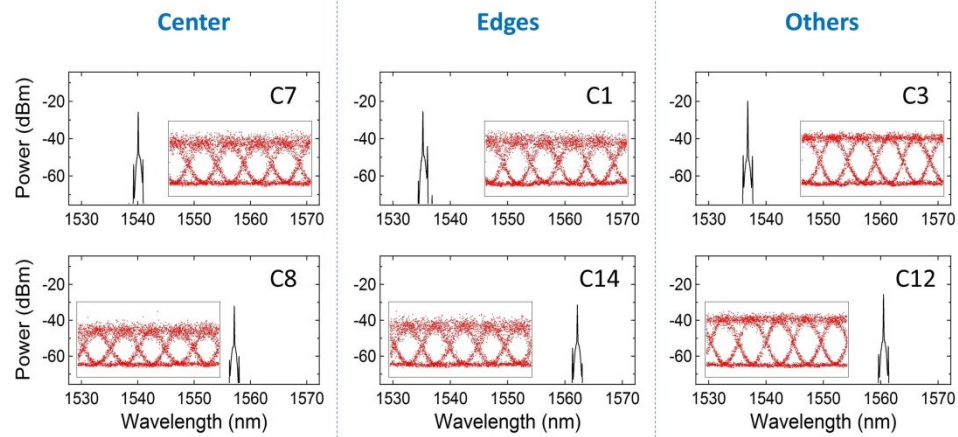 Center Edges Others
C7 C1 C3
Power (dBm)
-20 -20 -20
-40 -40 -40
-60 -60 -60
1530 1540 1550 1560 1570 1530 1540 1550 1560 1570 1530 1540 1550 1560 1570
C8 C14 C12
Power (dBm)
-20 -20 -20
-40 -40 -40
-60 -60 -60
1530 1540 1550 1560 1570 1530 1540 1550 1560 1570 1530 1540 1550 1560 1570
Wavelength (nm) Wavelength (nm) Wavelength (nm)